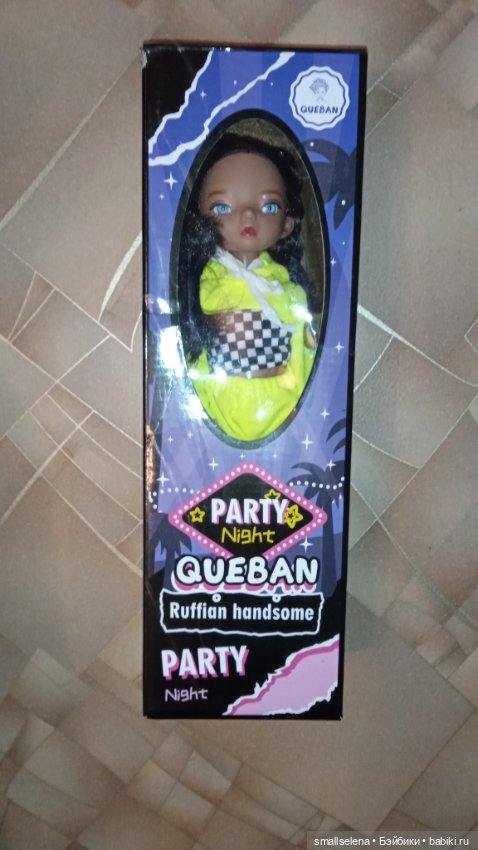 QUEBAN
PARTY
Night
QUEBAN
Ruffian handsome
PARTY
Night
smallselena • Бэйбики • babiki.ru